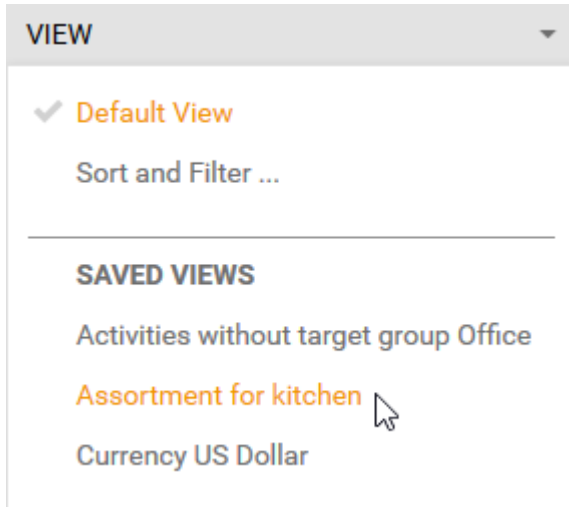 VIEW
Default View
Sort and Filter ...
SAVED VIEWS
Activities without target group Office
Assortment for kitchen
Currency US Dollar